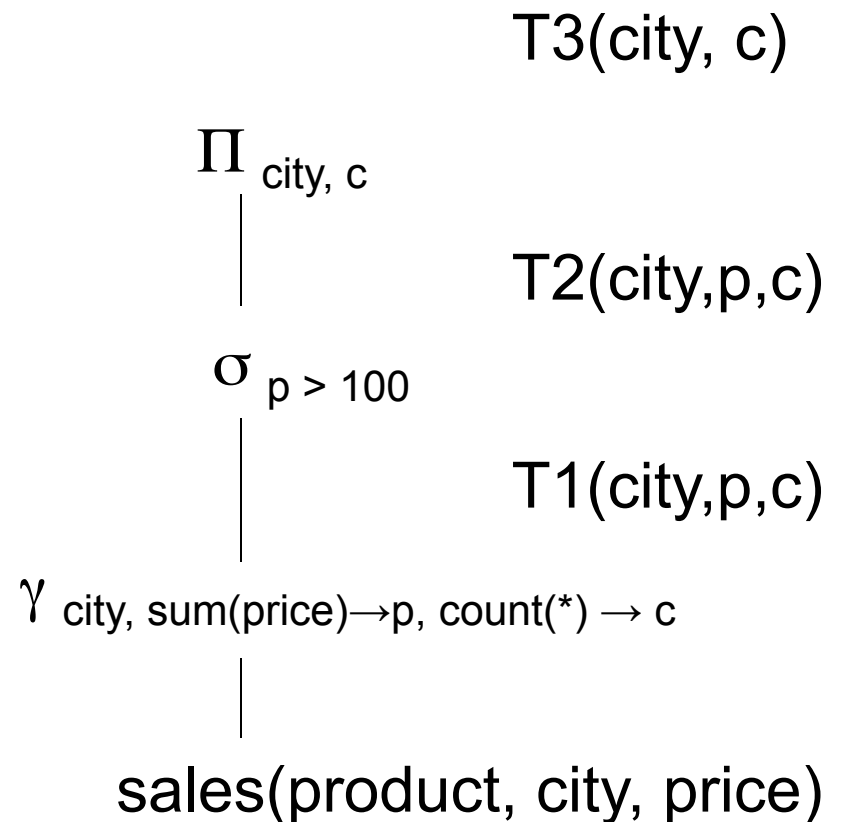 T3(city, c)
Π city, c
T2(city,p,c)
σ p > 100
T1(city,p,c)
γ city, sum(price)→p, count(*) → c
sales(product, city, price)